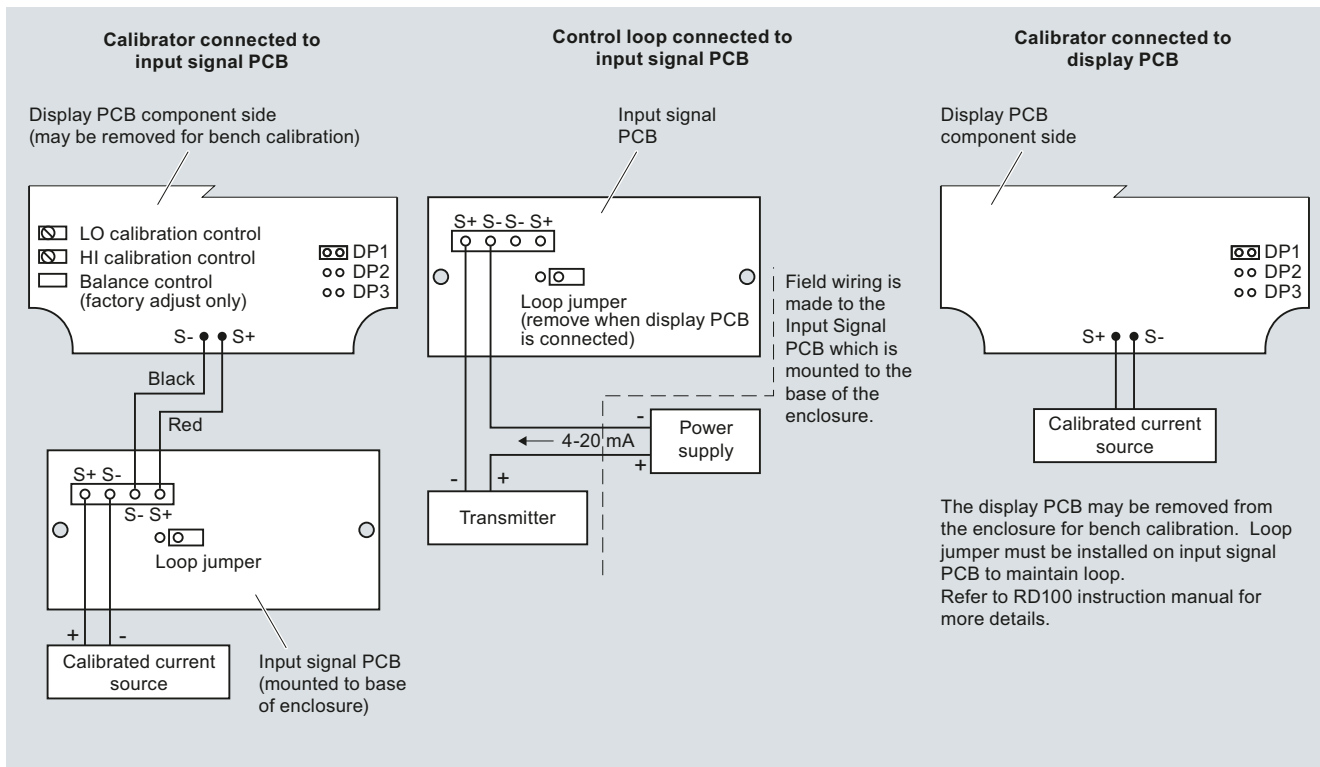 Calibrator connected to
input signal PCB
Display PCB component side
(may be removed for bench calibration)
LO calibration control
HI calibration control
Balance control
(factory adjust only)
DP1
DP2
DP3
S- S+
Black
Red
S+ S-
S- S+
Loop jumper
+ -
Calibrated current
source
Input signal PCB
(mounted to base
of enclosure)
Control loop connected to
input signal PCB
Input signal
PCB
S+ S- S- S+
Loop jumper
(remove when display PCB
is connected)
Field wiring is
made to the
Input Signal
PCB which is
mounted to the
base of the
enclosure.
-
4-20 mA
+
Power
supply
- +
Transmitter
Calibrator connected to
display PCB
Display PCB
component side
DP1
DP2
DP3
S+ S-
Calibrated current
source
The display PCB may be removed from
the enclosure for bench calibration. Loop
jumper must be installed on input signal
PCB to maintain loop.
Refer to RD100 instruction manual for
more details.